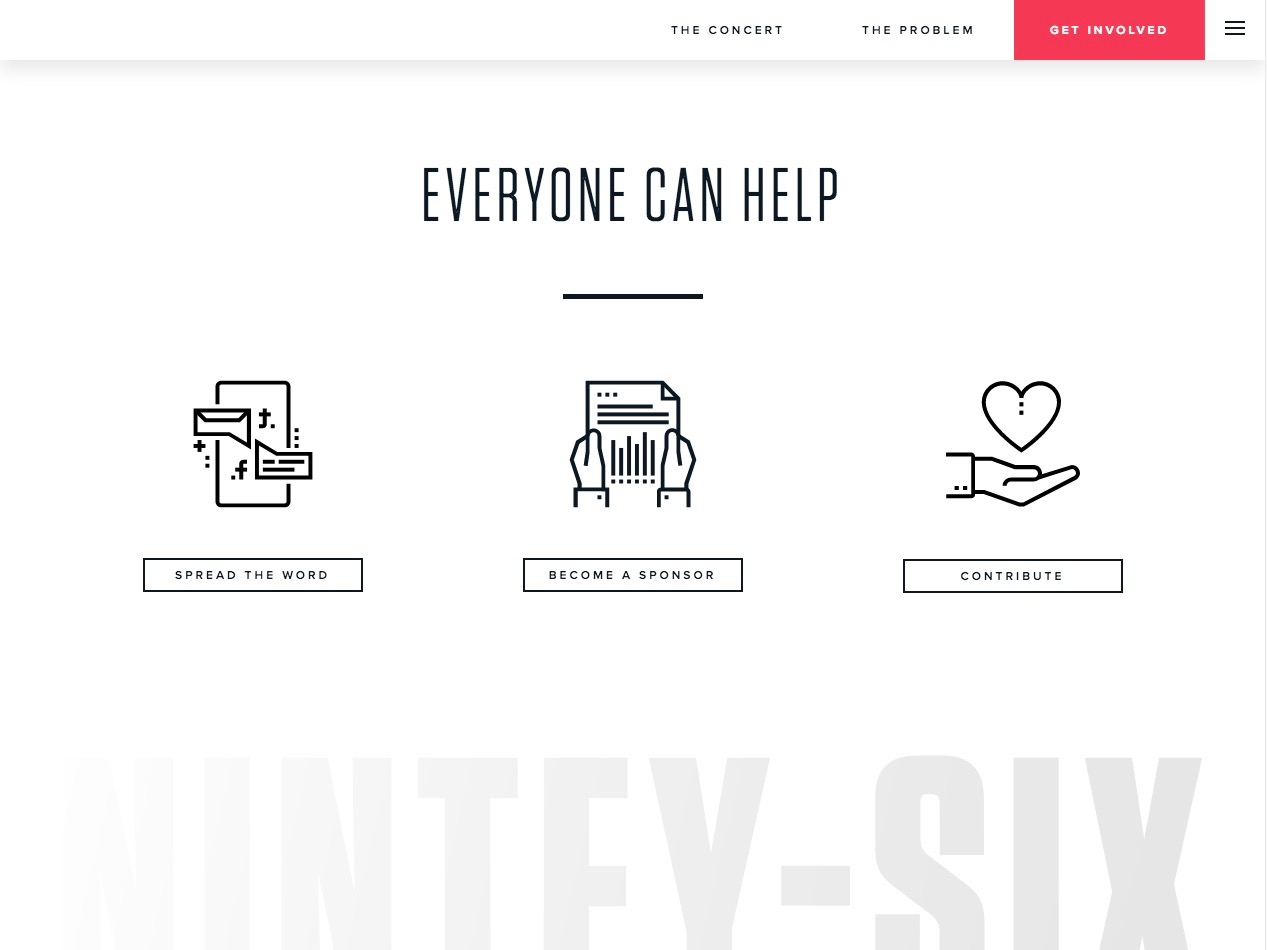 THE CONCERT THE PROBLEM GET INVOLVED
EVERYONE CAN HELP
SPREAD THE WORD BECOME A SPONSOR CONTRIBUTE
NINTEY-SIX